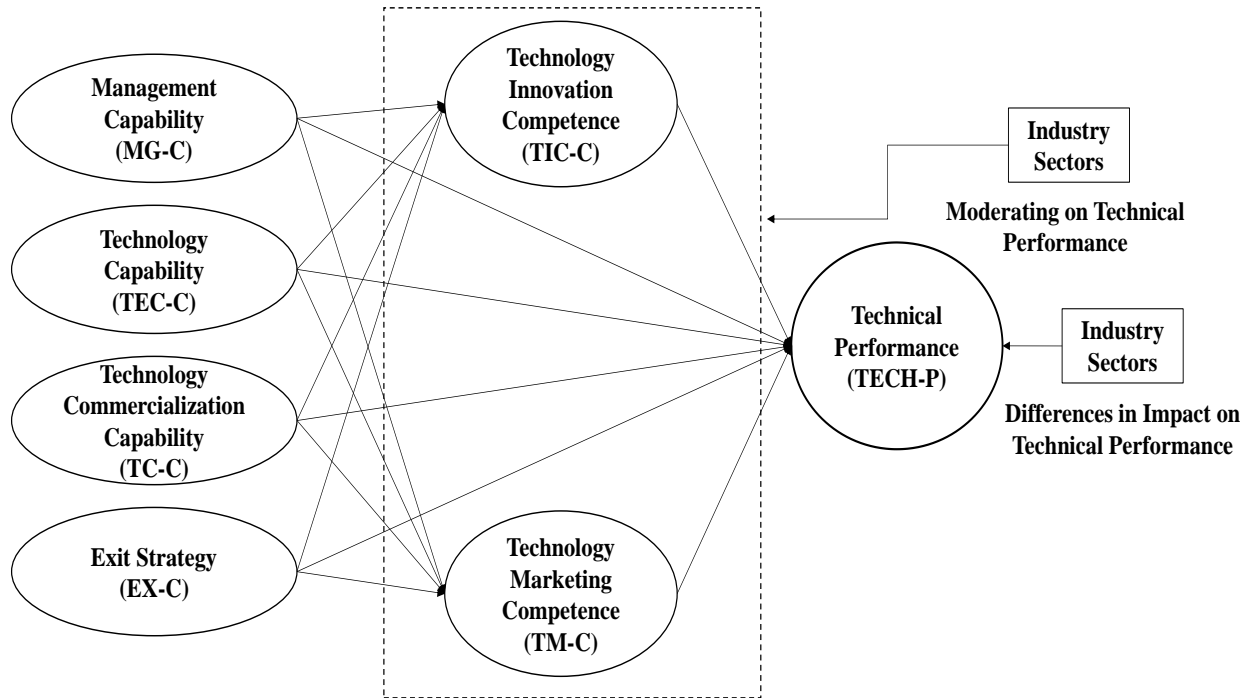 Management
Capability
(MG-C)
Technology
Capability
(TEC-C)
Technology
Commercialization
Capability
(TC-C)
Exit Strategy
(EX-C)
Technology
Innovation
Competence
(TIC-C)
Technology
Marketing
Competence
(TM-C)
Industry
Sectors
Moderating on Technical
Performance
Technical
Performance
(TECH-P)
Industry
Sectors
Differences in Impact on
Technical Performance